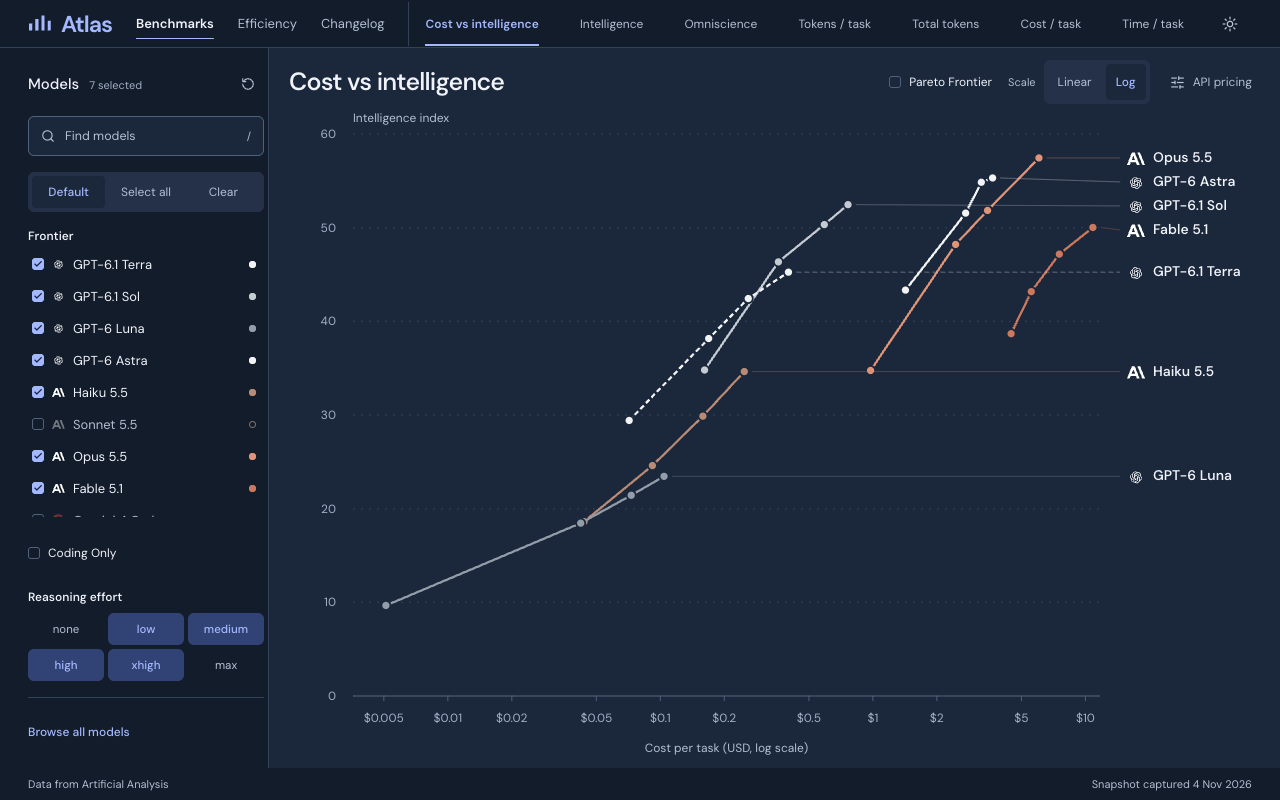 Atlas
Benchmarks
Efficiency
Changelog
Cost vs intelligence
Intelligence
Omniscience
Tokens / task
Total tokens
Cost / task
Time / task
Models 7 selected
Find models /
Default Select all Clear
Frontier
GPT-6.1 Terra
GPT-6.1 Sol
GPT-6 Luna
GPT-6 Astra
Haiku 5.5
Sonnet 5.5
Opus 5.5
Fable 5.1
Coding Only
Reasoning effort
none low medium
high xhigh max
Browse all models
Cost vs intelligence
Pareto Frontier
Scale
Linear Log
API pricing
Intelligence index
60
50
40
30
20
10
0
Opus 5.5
GPT-6 Astra
GPT-6.1 Sol
Fable 5.1
GPT-6.1 Terra
Haiku 5.5
GPT-6 Luna
$0.005 $0.01 $0.02 $0.05 $0.1 $0.2 $0.5 $1 $2 $5 $10
Cost per task (USD, log scale)
Data from Artificial Analysis
Snapshot captured 4 Nov 2026